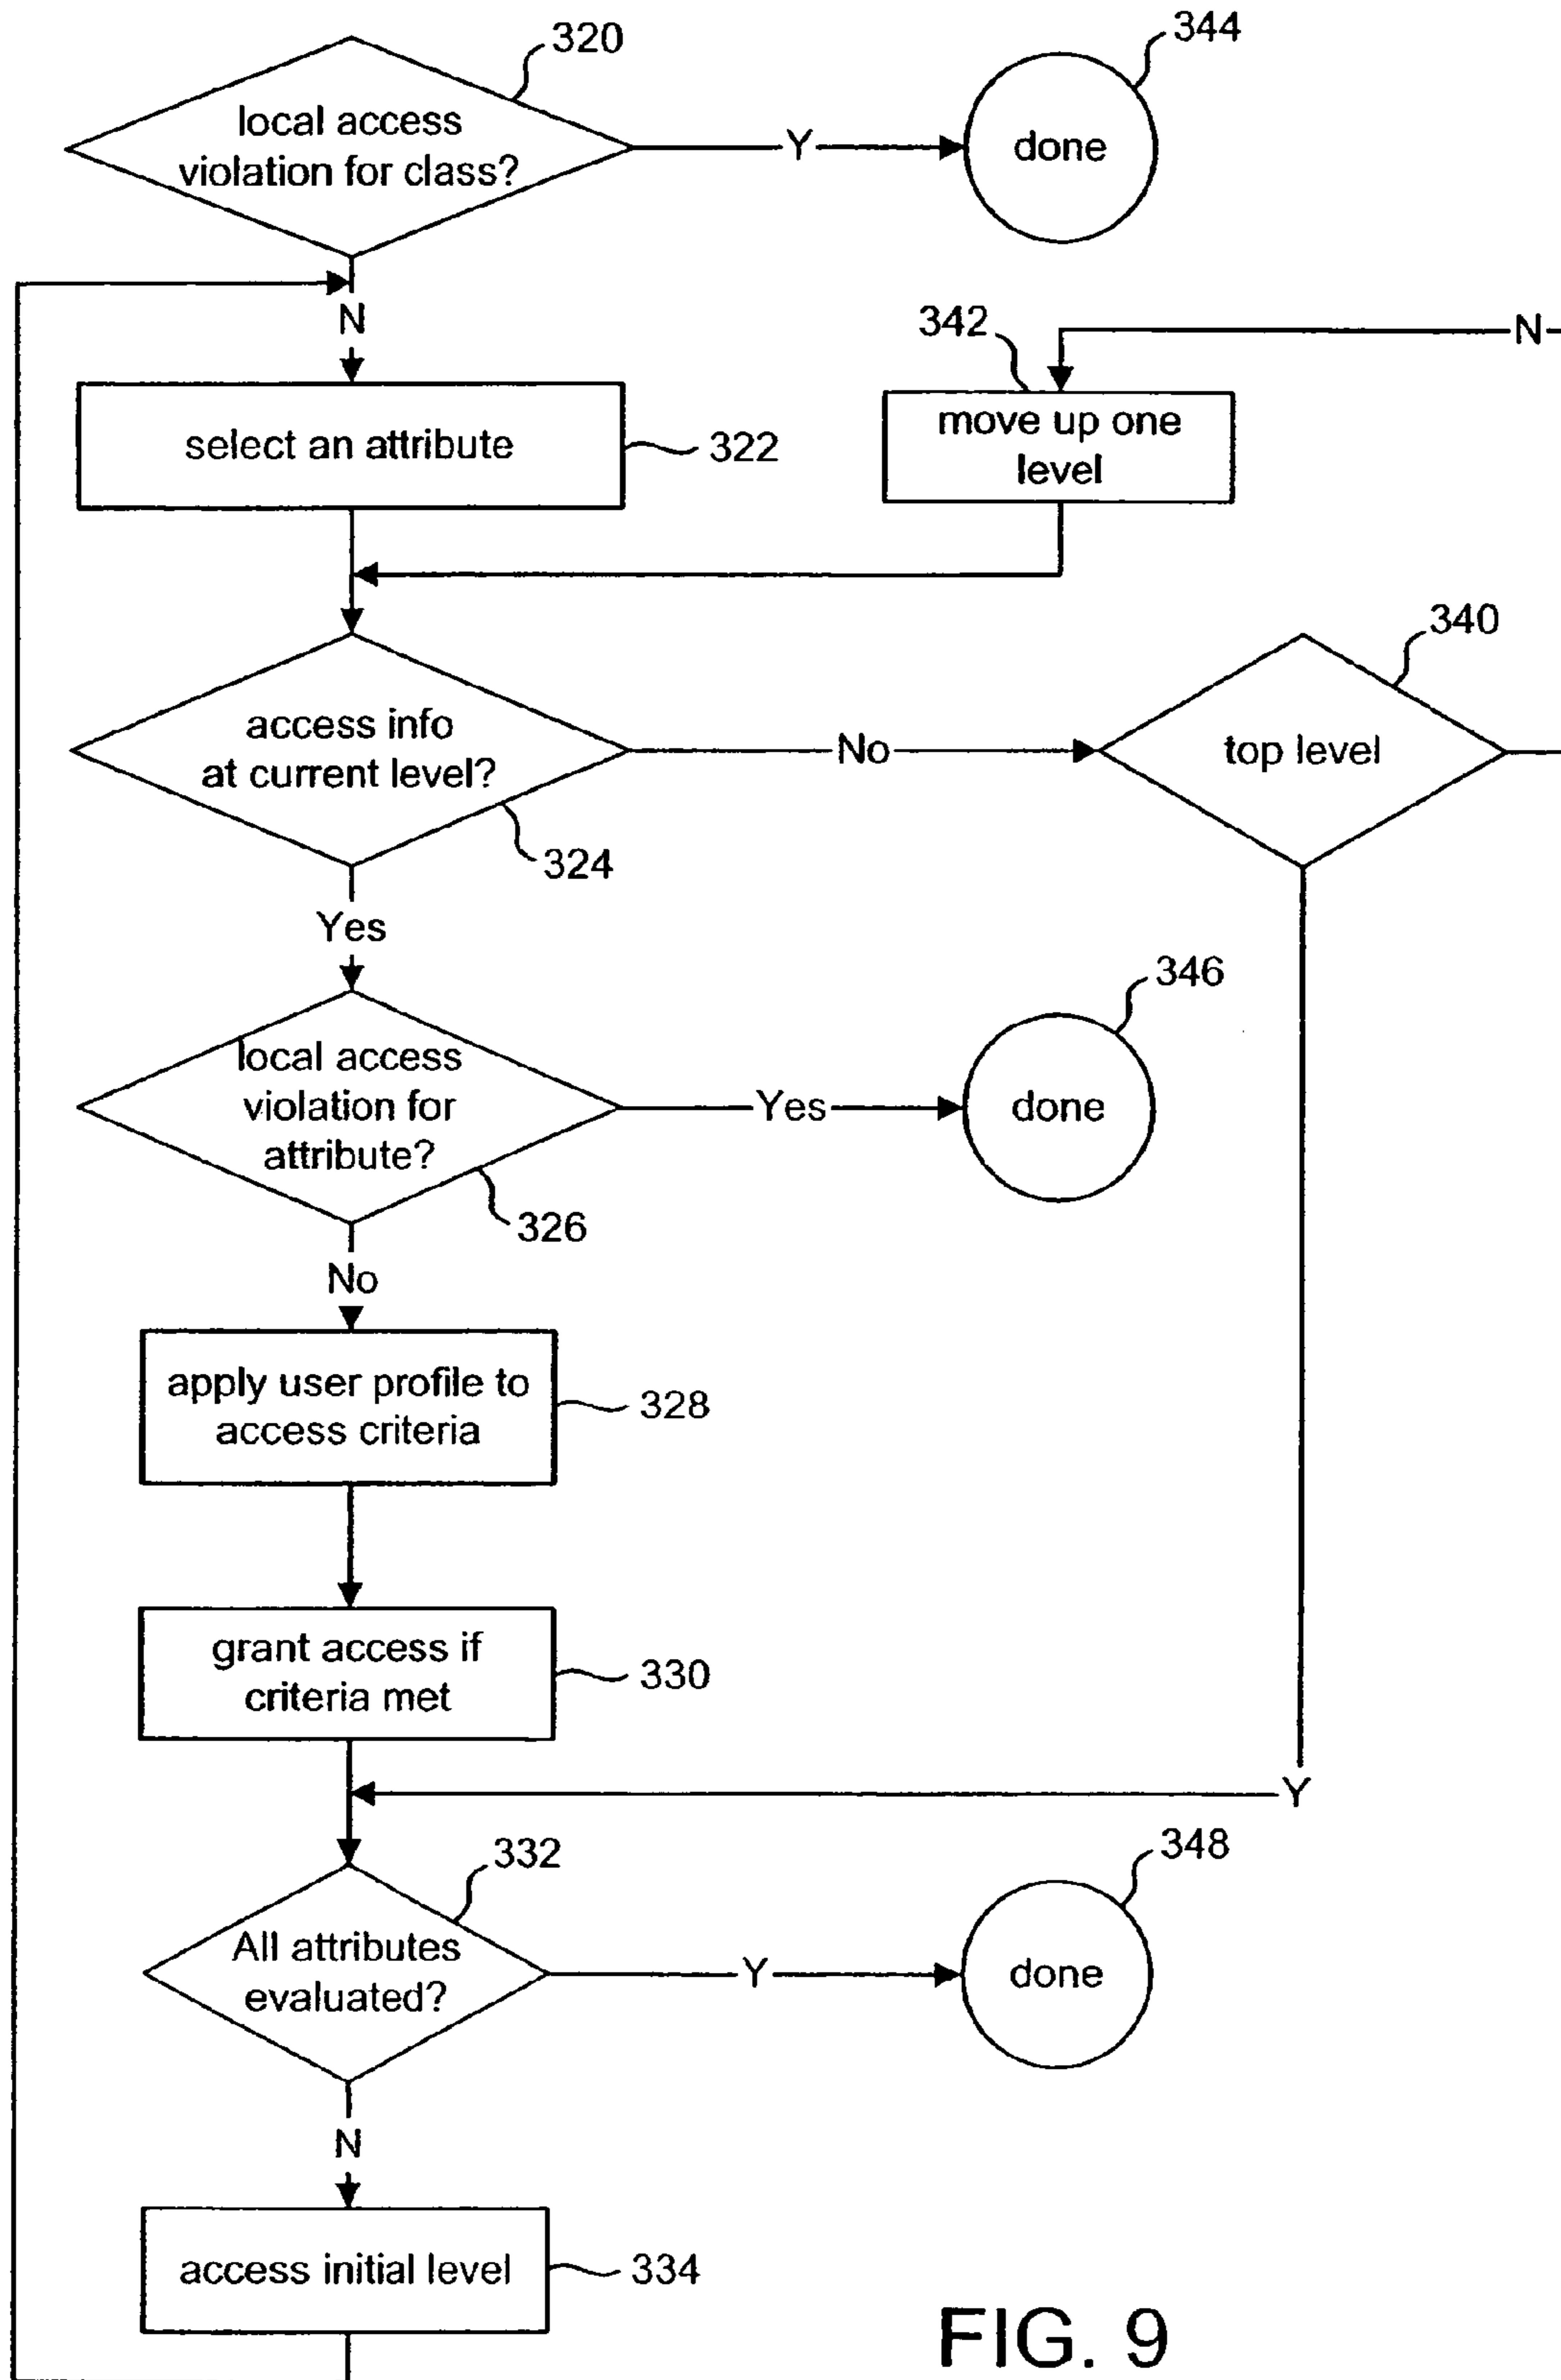 320
344
local access
violation for class?
Y
done
N
342
N
select an attribute
322
move up one
level
340
access info
at current level?
No
top level
324
Yes
346
local access
violation for
attribute?
Yes
done
326
No
apply user profile to
access criteria
328
grant access if
criteria met
330
Y
332
348
All attributes
evaluated?
Y
done
N
access initial level
334
FIG. 9